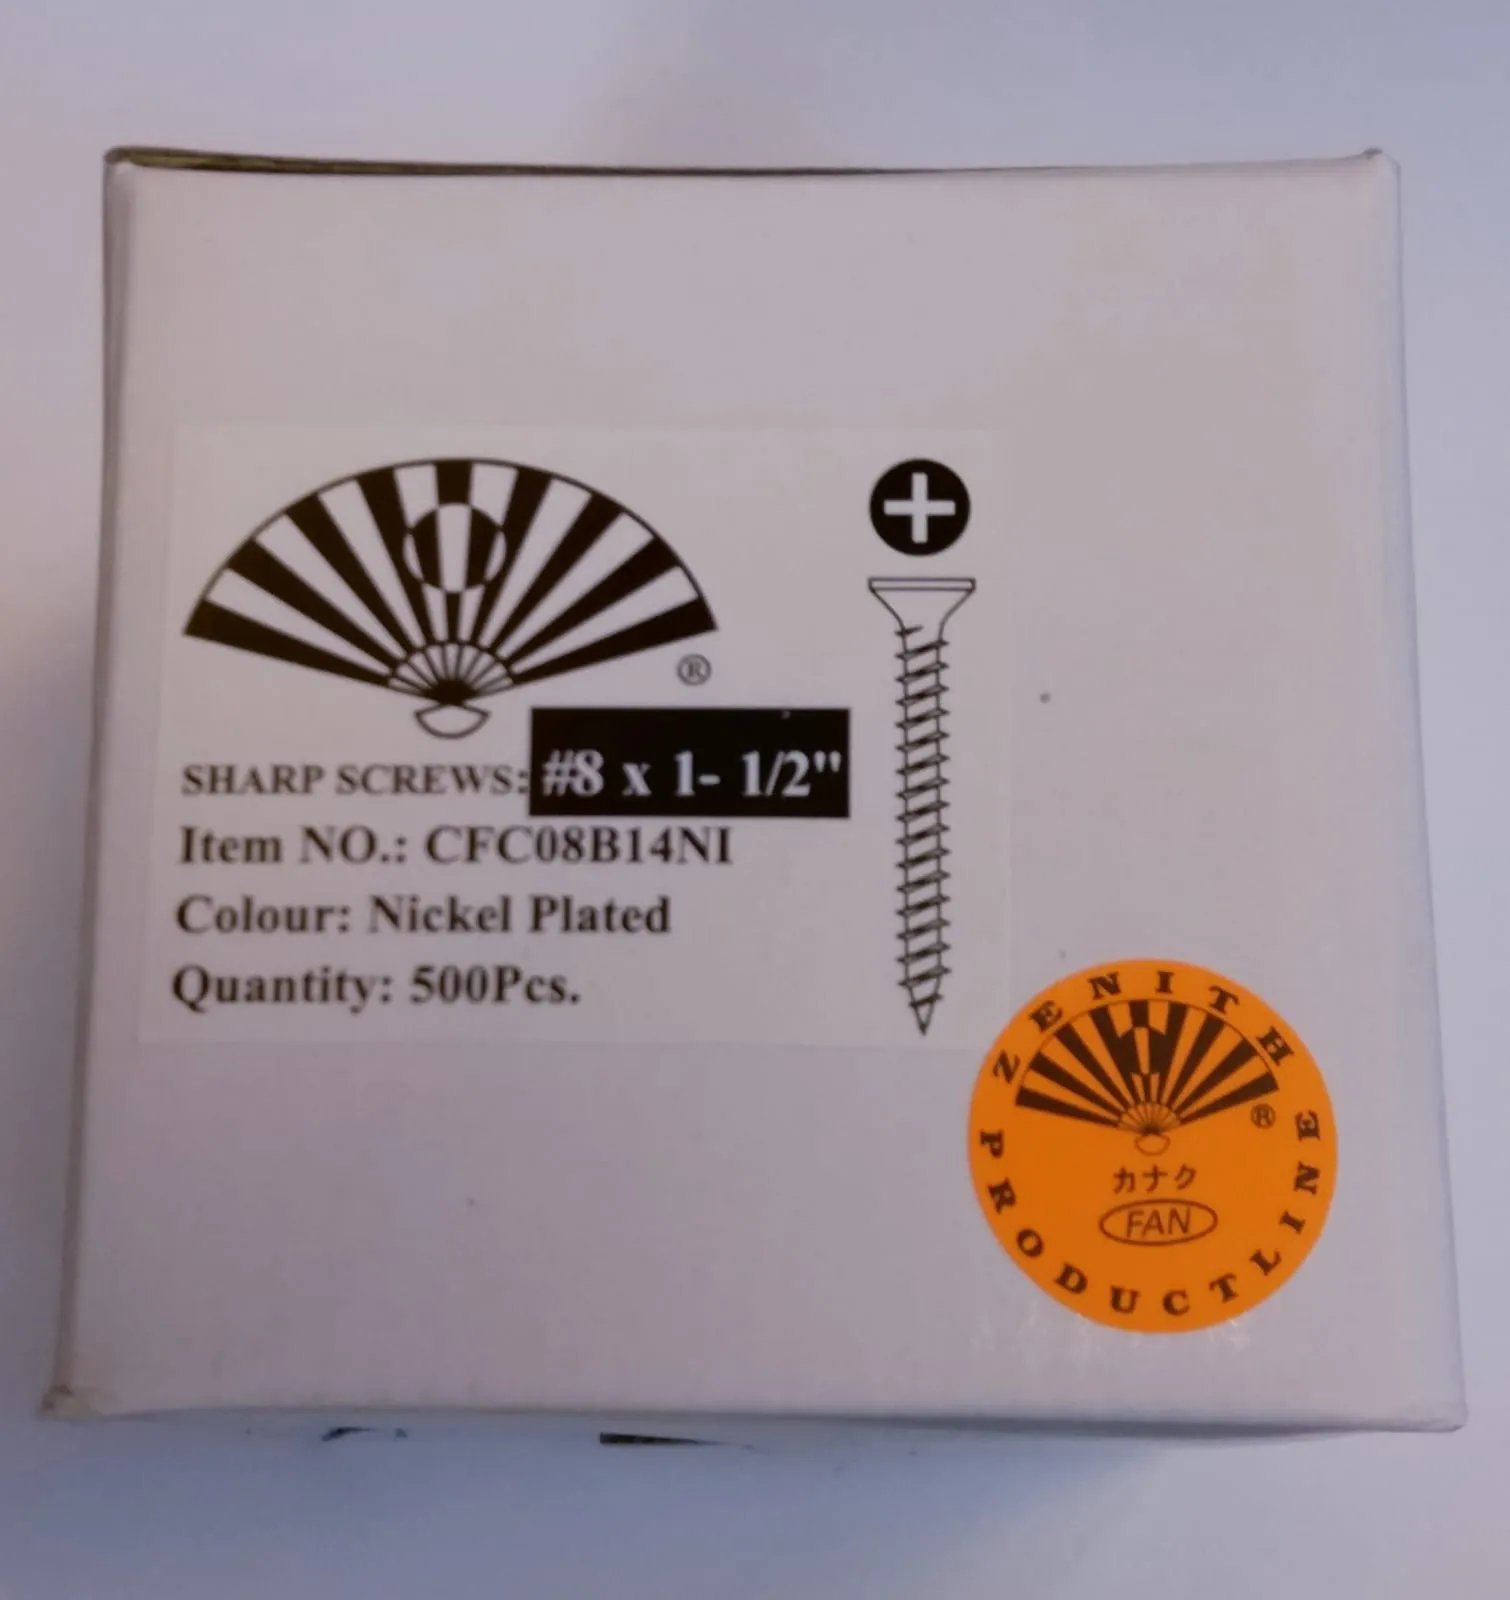 ®
SHARP SCREWS: #8 x 1- 1/2"
Item NO.: CFC08B14NI
Colour: Nickel Plated
Quantity: 500Pcs.
ZENITH
®
カナク
FAN
PRODUCTLINE